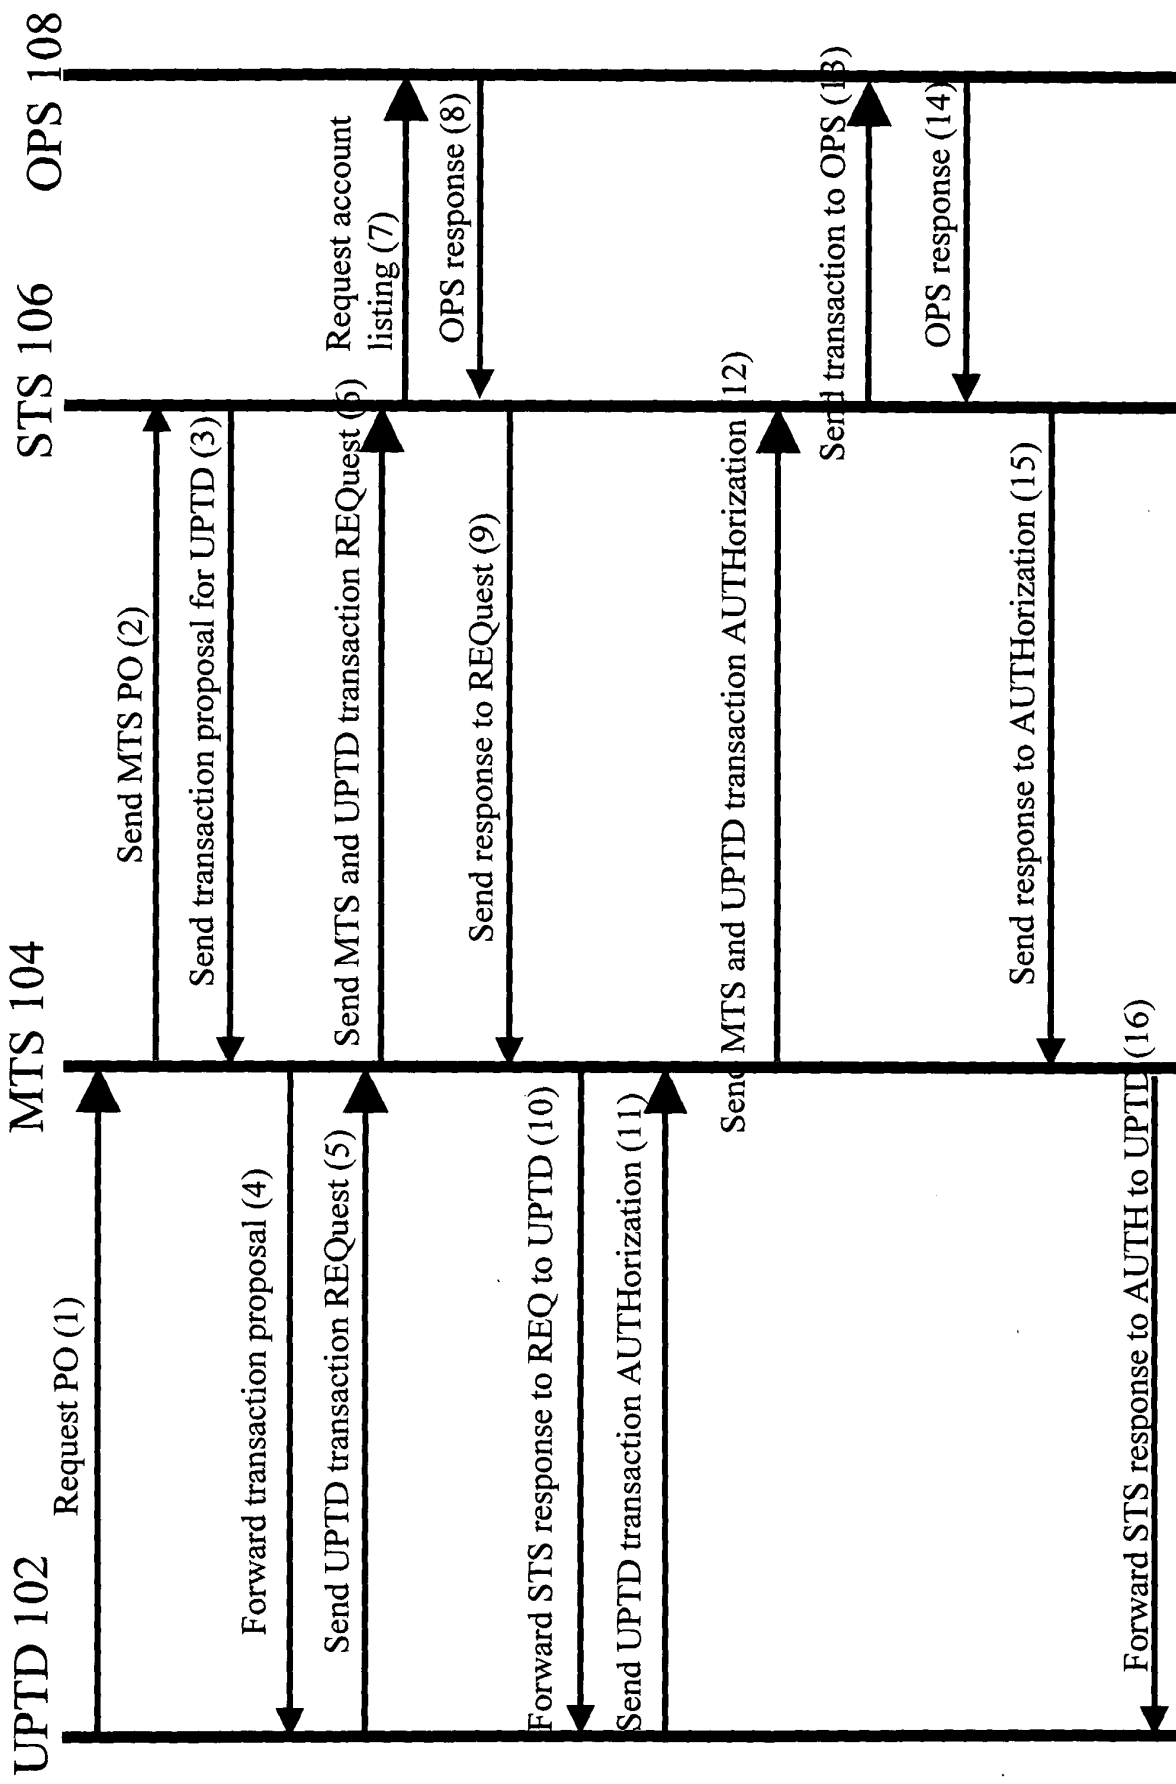 UPTD 102
MTS 104
STS 106
OPS 108
Request PO (1)
Send MTS PO (2)
Send transaction proposal for UPTD (3)
Forward transaction proposal (4)
Send UPTD transaction REQuest (5)
Send MTS and UPTD transaction REQuest (6)
Request account
listing (7)
OPS response (8)
Send response to REQuest (9)
Forward STS response to REQ to UPTD (10)
Send UPTD transaction AUTHorization (11)
Send MTS and UPTD transaction AUTHorization (12)
Send transaction to OPS (13)
OPS response (14)
Send response to AUTHorization (15)
Forward STS response to AUTH to UPTD (16)